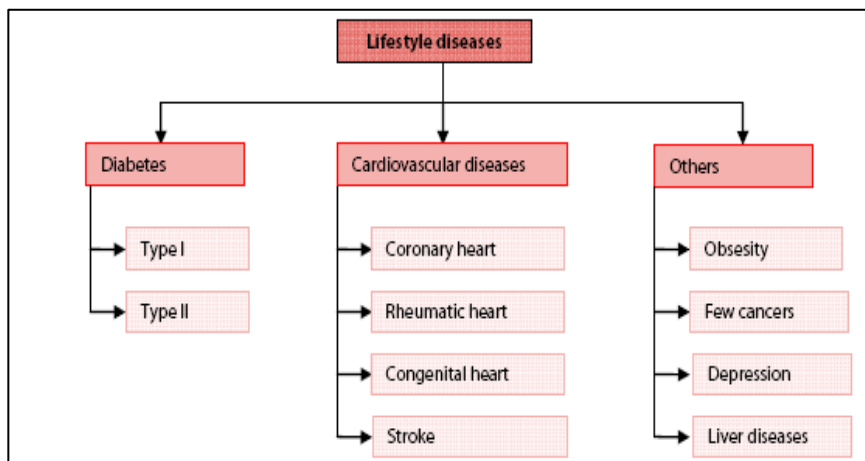 Lifestyle diseases
Diabetes
Type I
Type II
Cardiovascular diseases
Coronary heart
Rheumatic heart
Congenital heart
Stroke
Others
Obsesity
Few cancers
Depression
Liver diseases